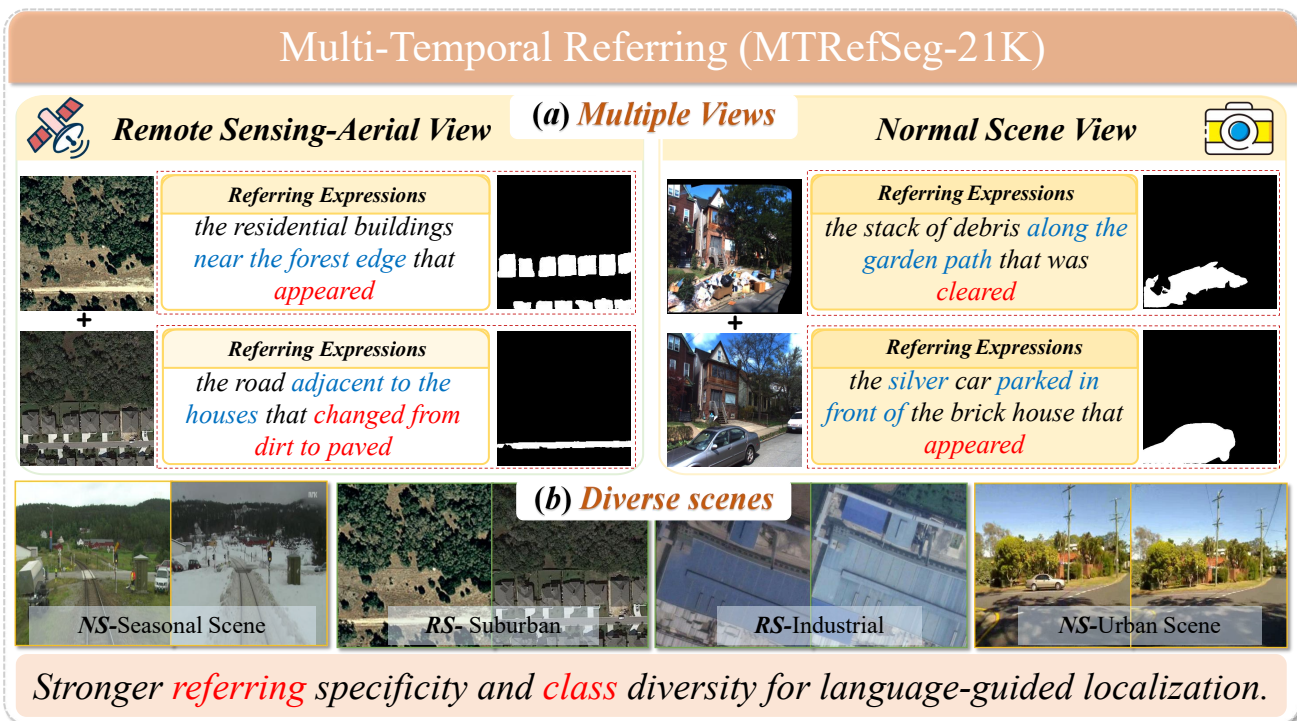 Multi-Temporal Referring (MTRefSeg-21K)
(a) Multiple Views
Remote Sensing-Aerial View
Referring Expressions
the residential buildings
near the forest edge that
appeared
+
Referring Expressions
the road adjacent to the
houses that changed from
dirt to paved
Normal Scene View
Referring Expressions
the stack of debris along the
garden path that was
cleared
+
Referring Expressions
the silver car parked in
front of the brick house that
appeared
(b) Diverse scenes
NS-Seasonal Scene
RS- Suburban
RS-Industrial
NS-Urban Scene
Stronger referring specificity and class diversity for language-guided localization.